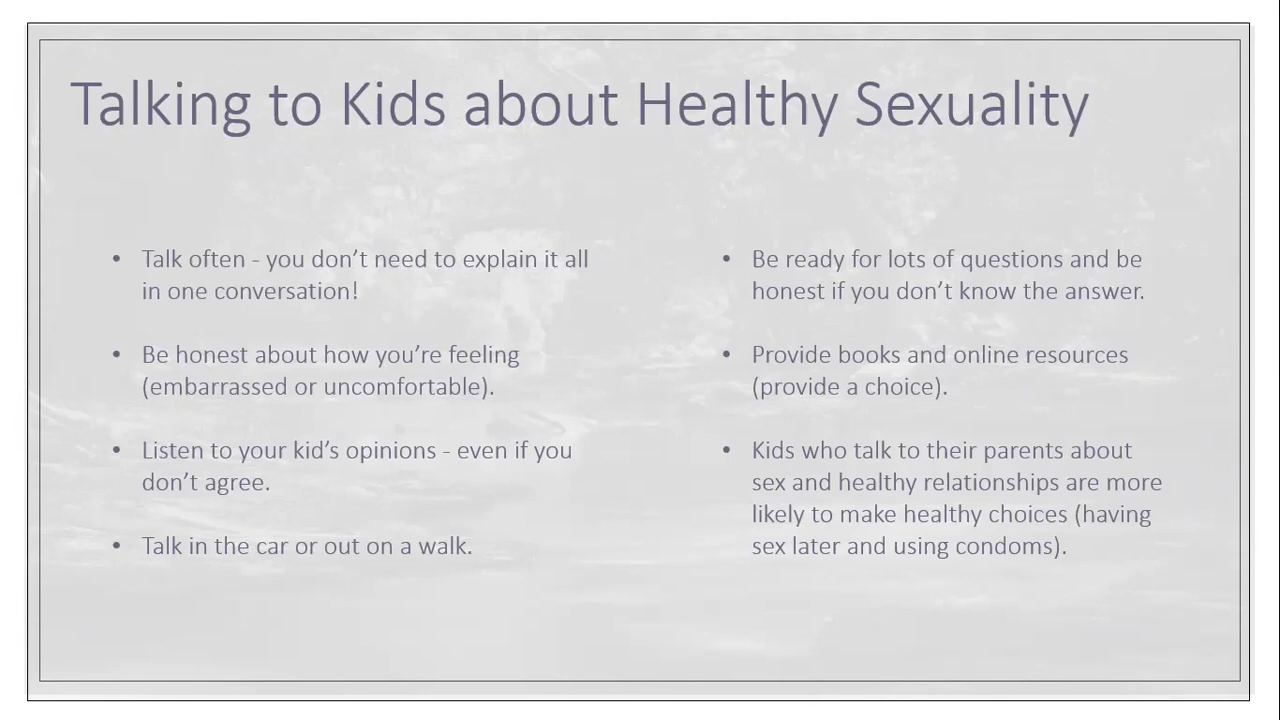 Talking to Kids about Healthy Sexuality
• Talk often - you don’t need to explain it all
in one conversation!
• Be honest about how you’re feeling
(embarrassed or uncomfortable).
• Listen to your kid’s opinions - even if you
don’t agree.
• Talk in the car or out on a walk.
• Be ready for lots of questions and be
honest if you don’t know the answer.
• Provide books and online resources
(provide a choice).
• Kids who talk to their parents about
sex and healthy relationships are more
likely to make healthy choices (having
sex later and using condoms).